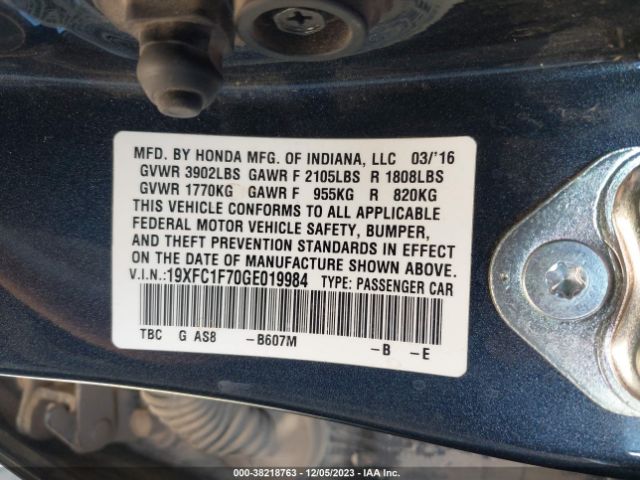 MFD. BY HONDA MFG. OF INDIANA, LLC 03/'16
GVWR 3902LBS GAWR F 2105LBS R 1808LBS
GVWR 1770KG GAWR F 955KG R 820KG
THIS VEHICLE CONFORMS TO ALL APPLICABLE
FEDERAL MOTOR VEHICLE SAFETY, BUMPER,
AND THEFT PREVENTION STANDARDS IN EFFECT
ON THE DATE OF MANUFACTURE SHOWN ABOVE.
V.I.N.:19XFC1F70GE019984 TYPE: PASSENGER CAR
TBC G AS8 -B607M -B -E
000-38218763 - 12/05/2023 - IAA Inc.